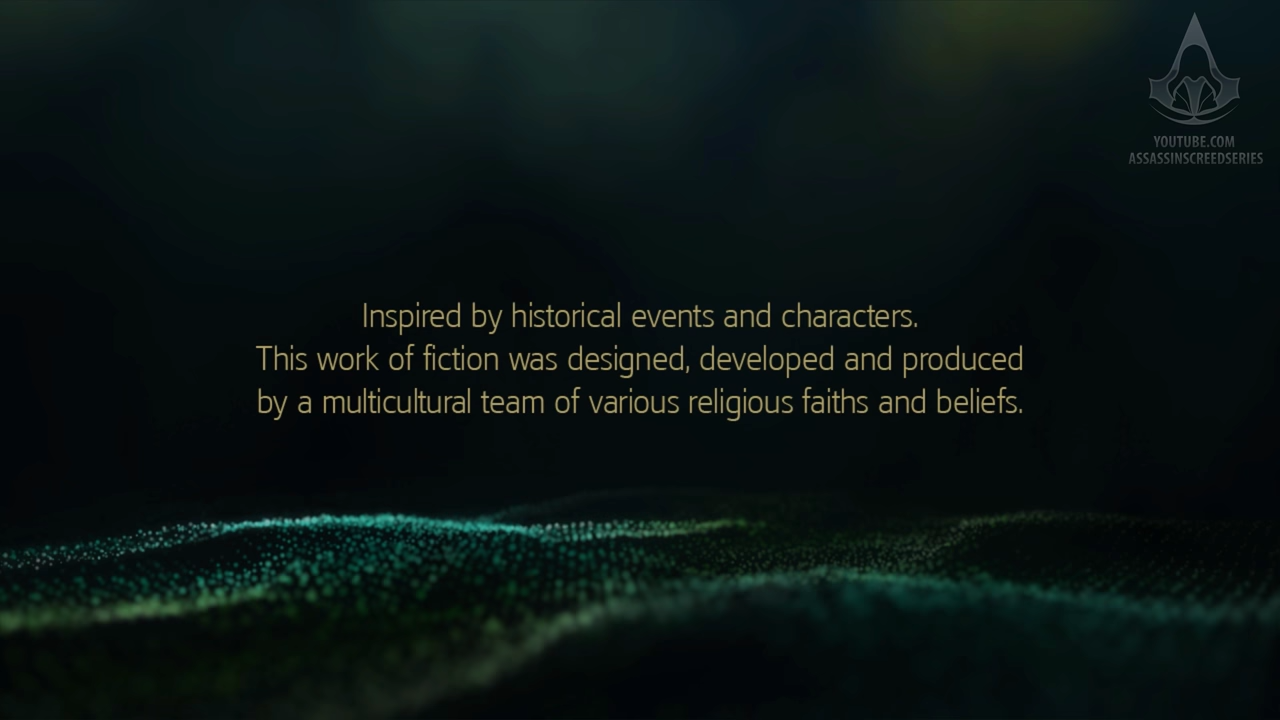 YOUTUBE.COM
ASSASSINSCREEDSERIES
Inspired by historical events and characters.
This work of fiction was designed, developed and produced
by a multicultural team of various religious faiths and beliefs.